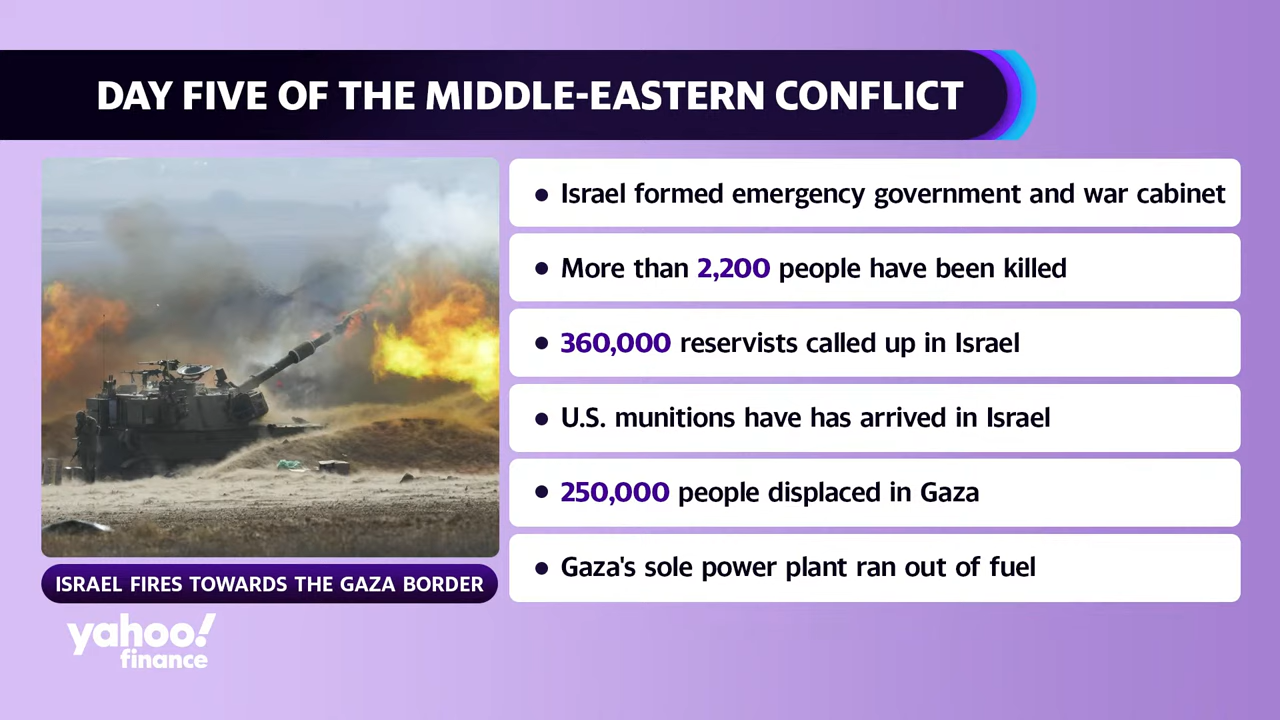 DAY FIVE OF THE MIDDLE-EASTERN CONFLICT
• Israel formed emergency government and war cabinet
• More than 2,200 people have been killed
• 360,000 reservists called up in Israel
• U.S. munitions have has arrived in Israel
• 250,000 people displaced in Gaza
• Gaza's sole power plant ran out of fuel
ISRAEL FIRES TOWARDS THE GAZA BORDER
yahoo!
finance